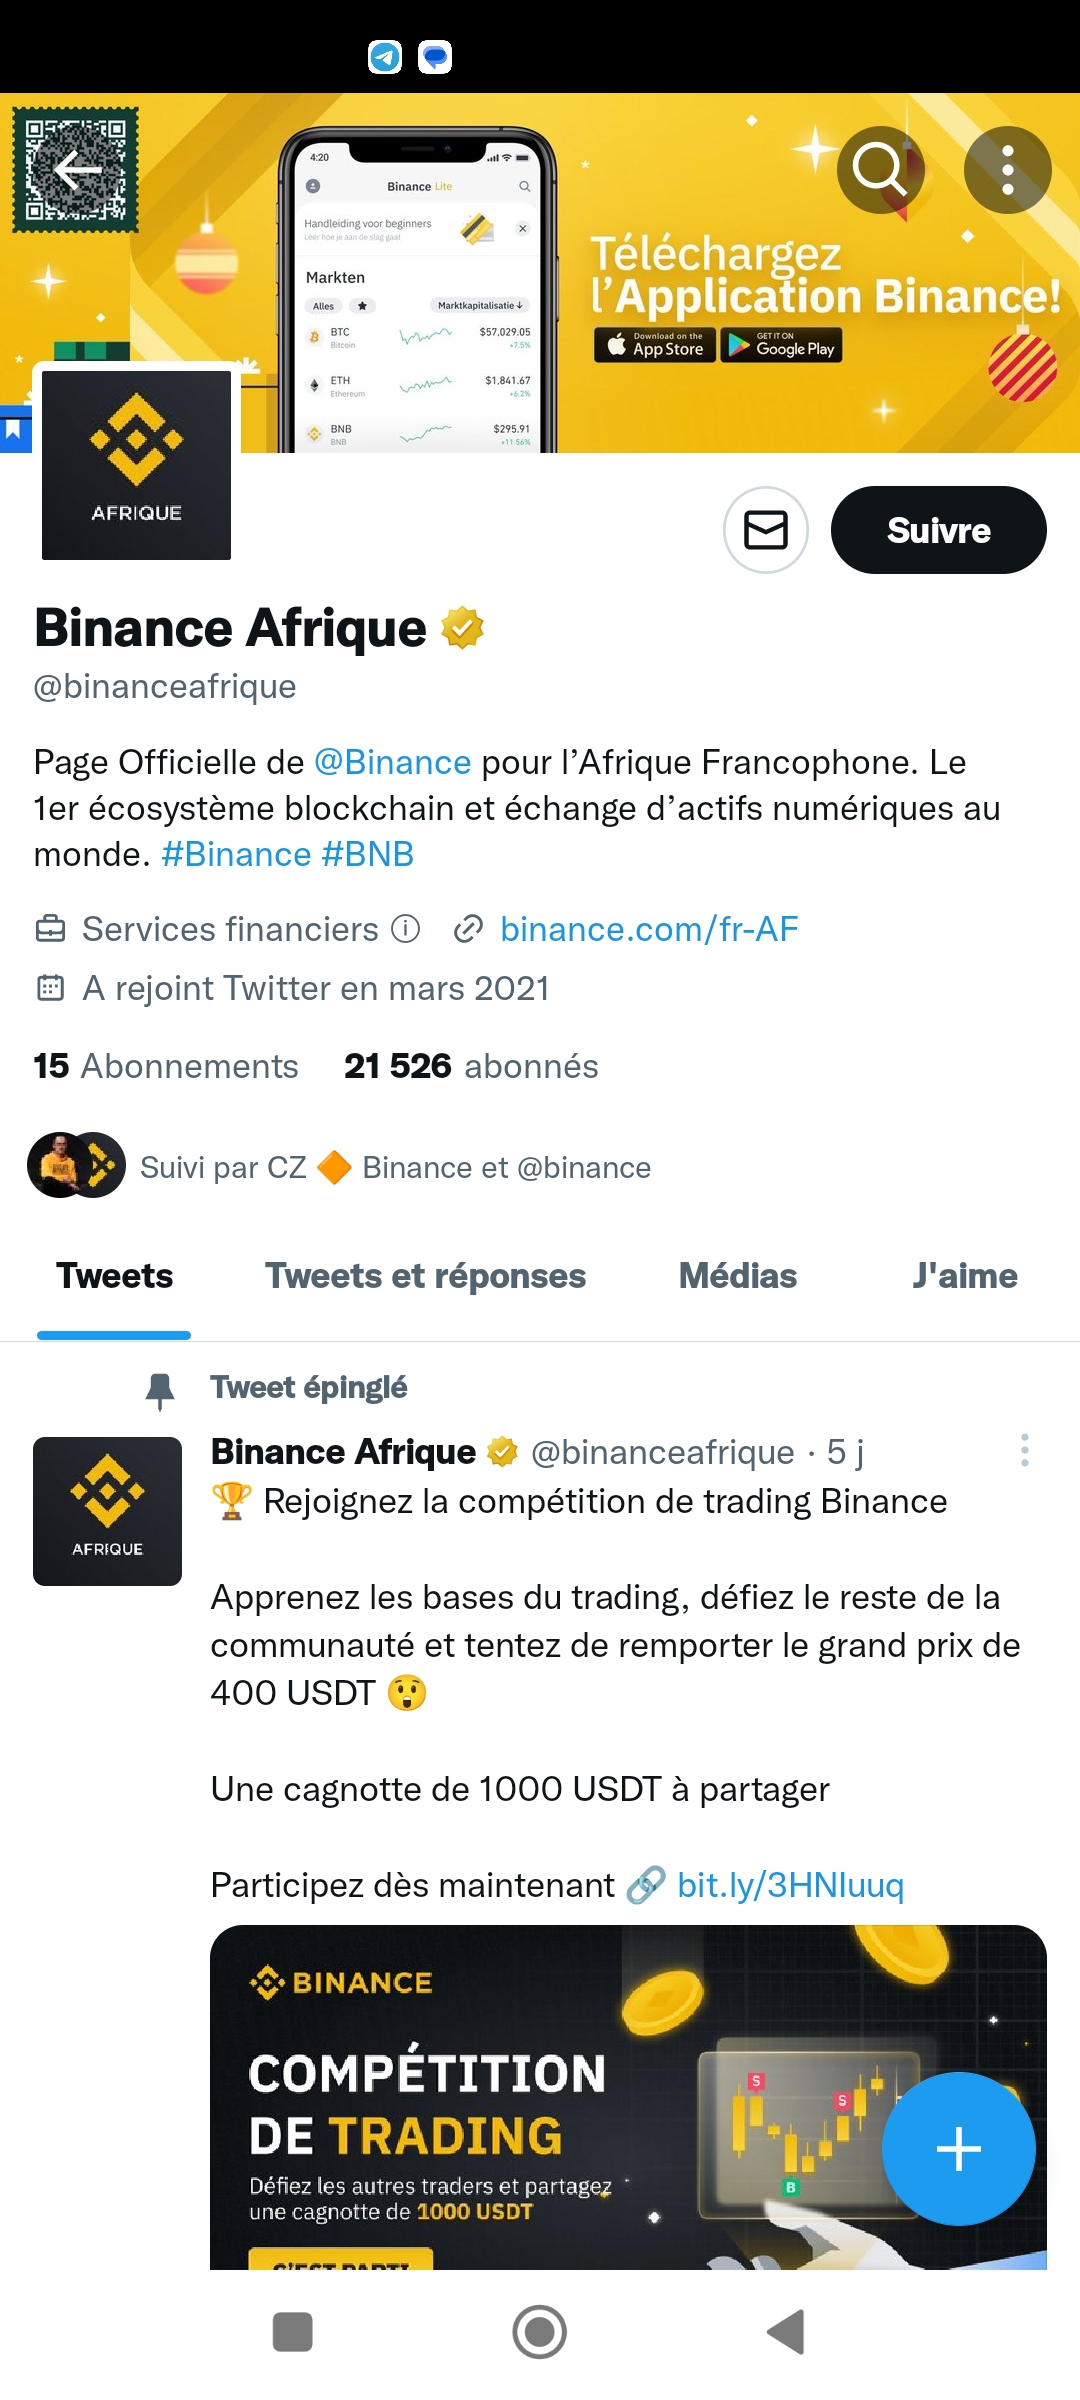 4:20
Binance Lite
Handleiding voor beginners
Leer hoe je aan de slag gaat
Markten
Alles
Marktkapitalisatie ↓
BTC
Bitcoin
$57,029.05
+7.5%
ETH
Ethereum
$1,841.67
+6.2%
BNB
BNB
$295.91
+11.56%
Téléchargez
l’Application Binance!
Download on the
App Store
GET IT ON
Google Play
AFRIQUE
Suivre
Binance Afrique
@binanceafrique
Page Officielle de @Binance pour l’Afrique Francophone. Le
1er écosystème blockchain et échange d’actifs numériques au
monde. #Binance #BNB
Services financiers binance.com/fr-AF
A rejoint Twitter en mars 2021
15 Abonnements 21 526 abonnés
Suivi par CZ 🔶 Binance et @binance
Tweets Tweets et réponses Médias J'aime
Tweet épinglé
Binance Afrique @binanceafrique · 5 j
AFRIQUE
🏆 Rejoignez la compétition de trading Binance
Apprenez les bases du trading, défiez le reste de la
communauté et tentez de remporter le grand prix de
400 USDT 😲
Une cagnotte de 1000 USDT à partager
Participez dès maintenant 🔗 bit.ly/3HNIuuq
BINANCE
COMPÉTITION
DE TRADING
Défiez les autres traders et partagez
une cagnotte de 1000 USDT
C'EST PARTI
S
S
B